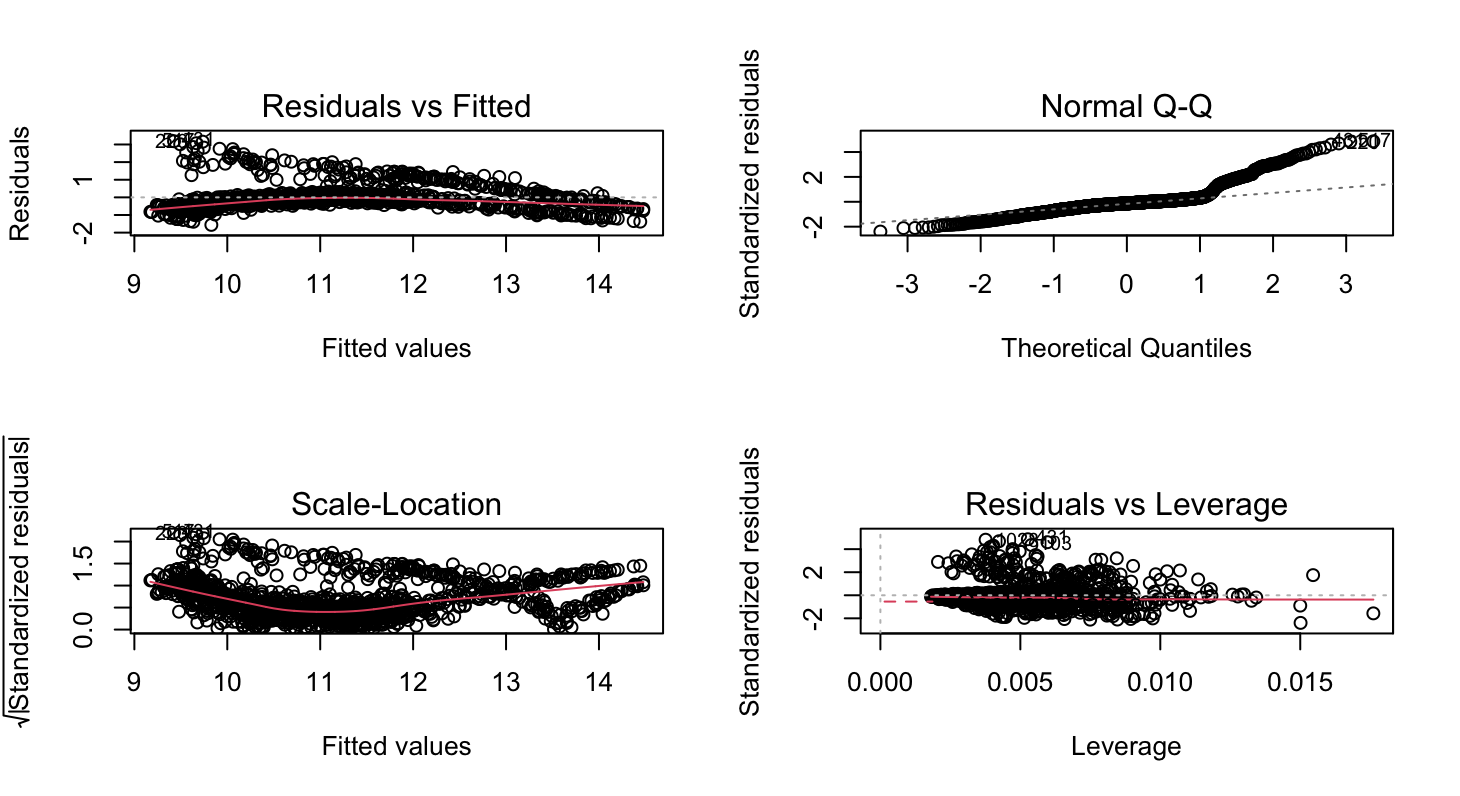 Residuals vs Fitted
Residuals
1
-2
9 10 11 12 13 14
Fitted values
Normal Q-Q
Standardized residuals
2
-2
-3 -2 -1 0 1 2 3
Theoretical Quantiles
Scale-Location
√|Standardized residuals|
1.5
0.0
9 10 11 12 13 14
Fitted values
Residuals vs Leverage
Standardized residuals
2
-2
0.000 0.005 0.010 0.015
Leverage